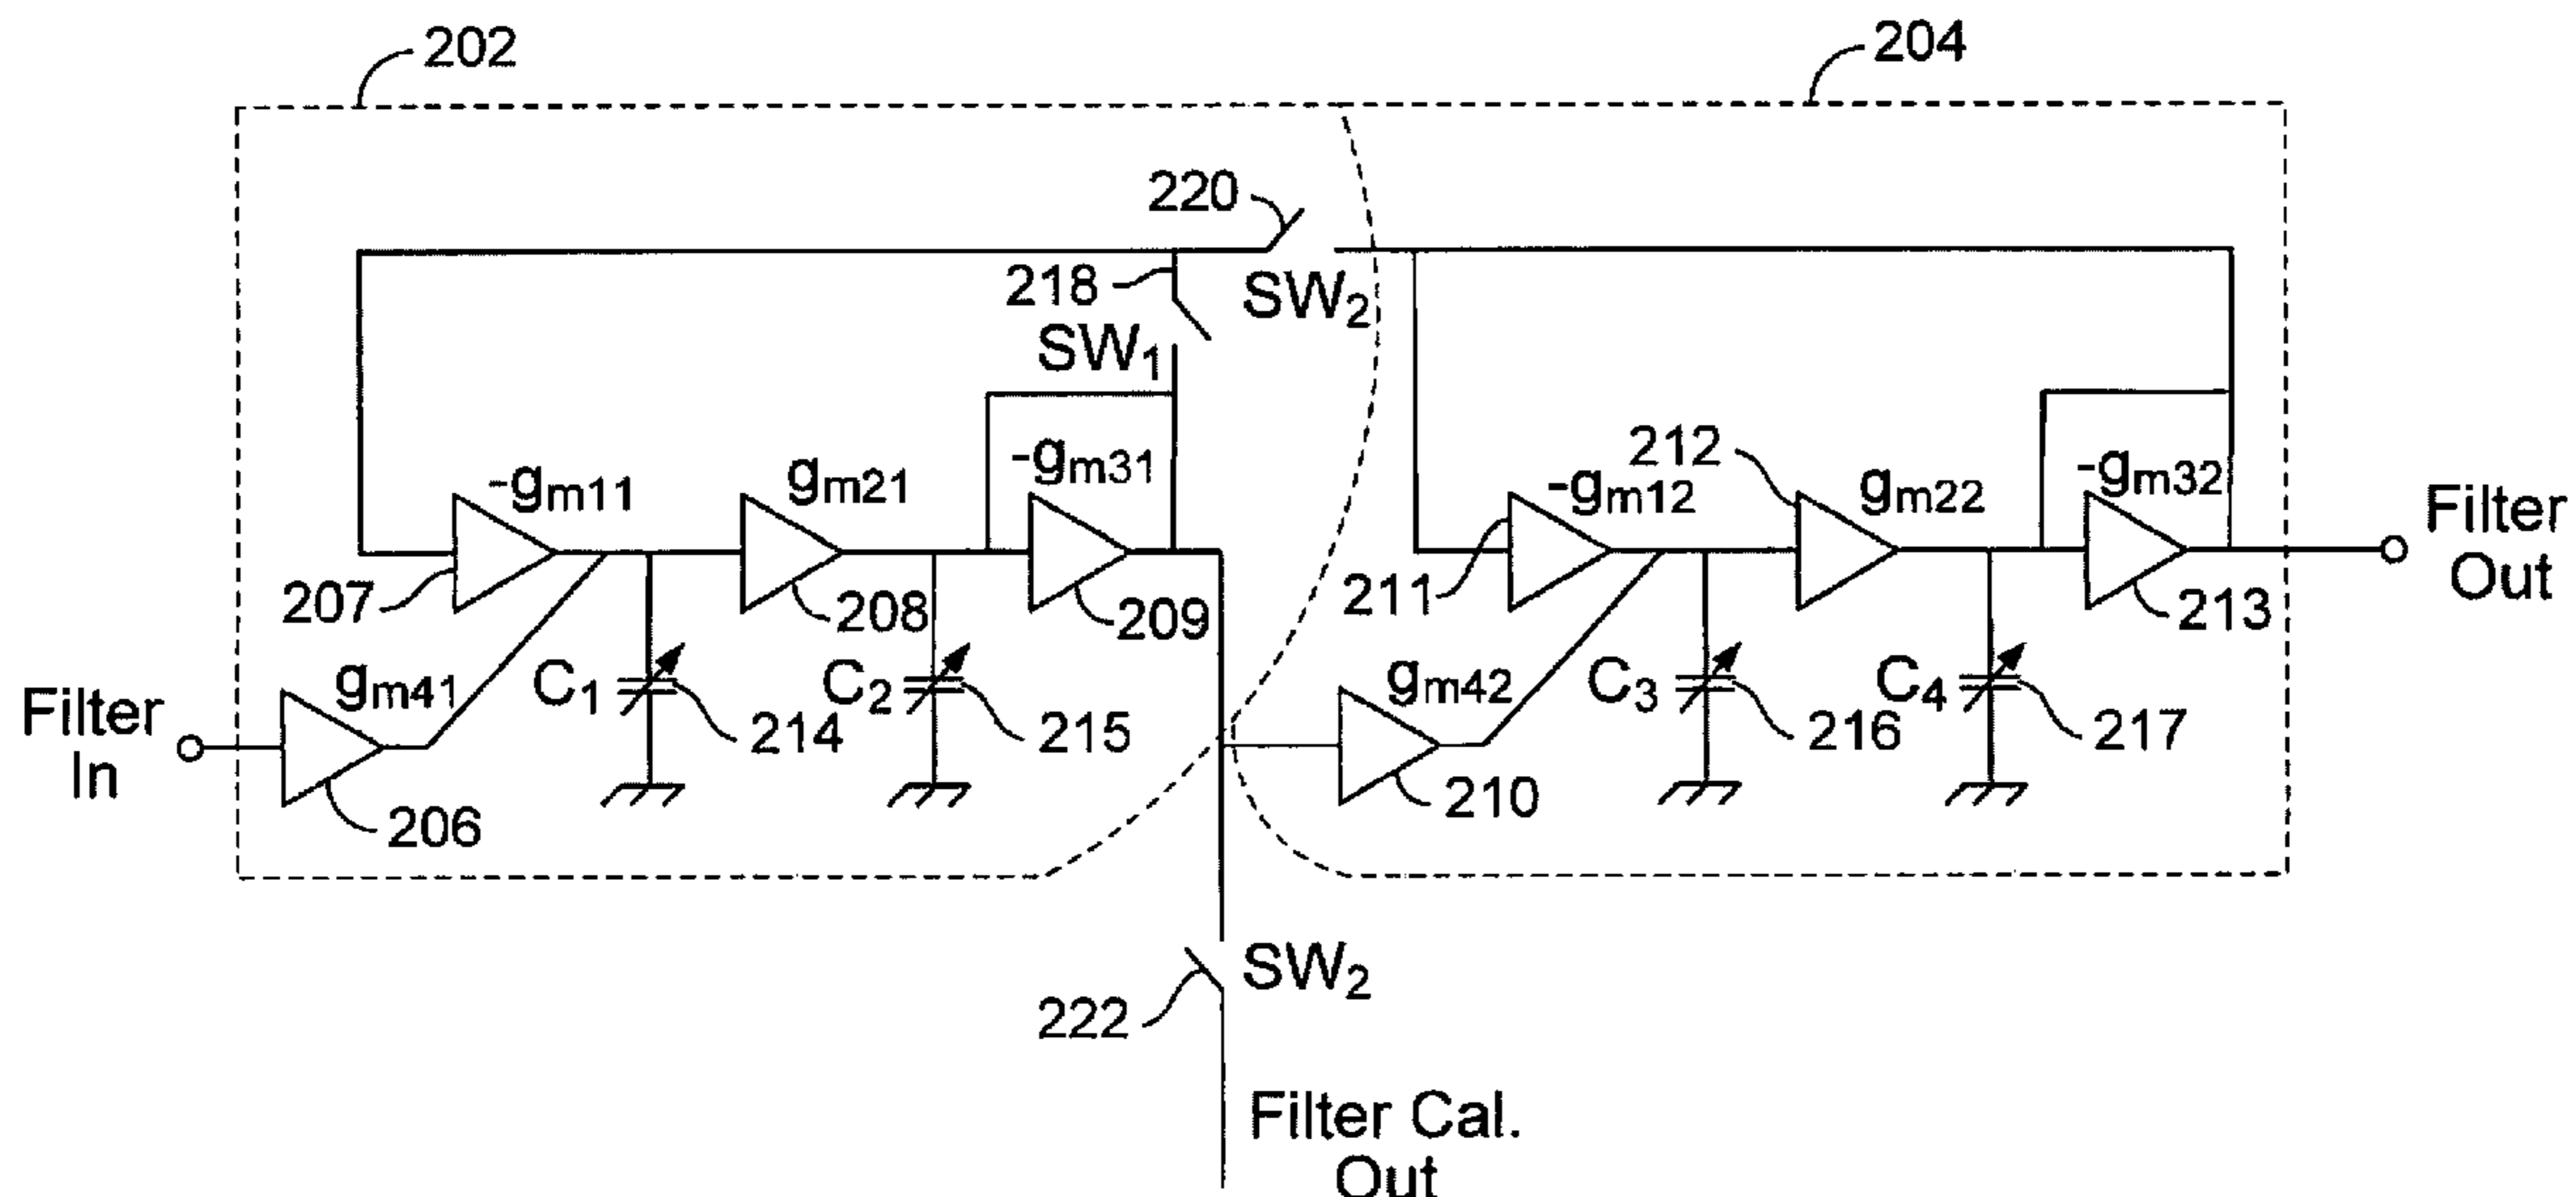 202
204
220
218
SW2
SW1
-gm11
gm21
-gm31
212
-gm12
gm22
-gm32
Filter
Out
207
208
209
211
213
gm41
C1
C2
gm42
C3
C4
Filter
In
214
215
216
217
206
210
SW2
222
Filter Cal.
Out